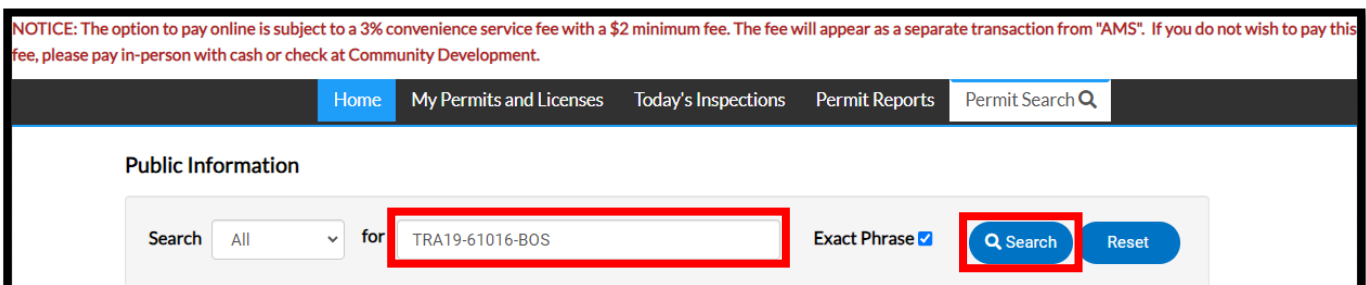 NOTICE: The option to pay online is subject to a 3% convenience service fee with a $2 minimum fee. The fee will appear as a separate transaction from "AMS". If you do not wish to pay this
fee, please pay in-person with cash or check at Community Development.
Home My Permits and Licenses Today's Inspections Permit Reports Permit Search
Public Information
Search All for TRA19-61016-BOS Exact Phrase Search Reset